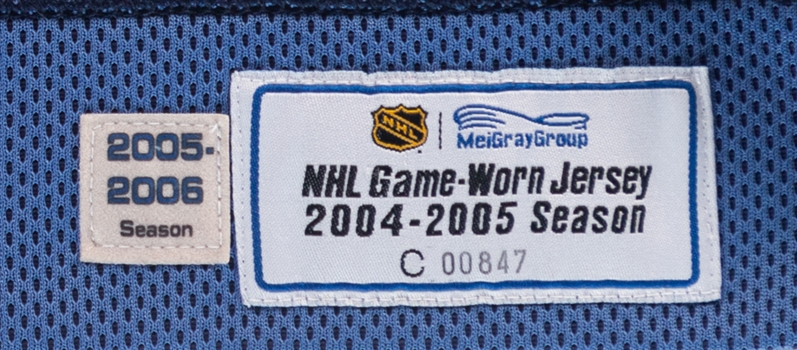 2005-
2006
Season
NHL
MeiGrayGroup
NHL Game-Worn Jersey
2004-2005 Season
C 00847